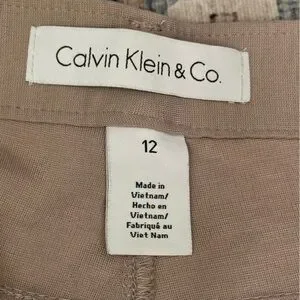 Calvin Klein & Co.
12
Made in
Vietnam/
Hecho en
Vietnam/
Fabriqué au
Viet Nam